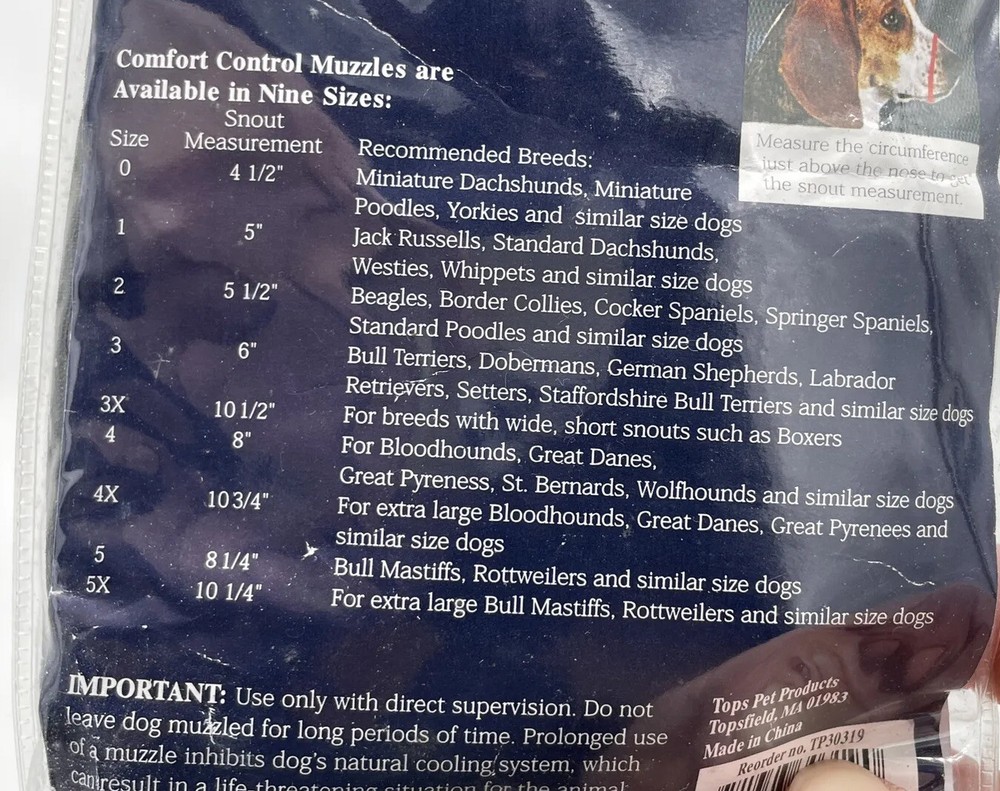 Comfort Control Muzzles are
Available in Nine Sizes:
Size Snout Measurement Recommended Breeds:
0 4 1/2" Miniature Dachshunds, Miniature
Poodles, Yorkies and similar size dogs
1 5" Jack Russells, Standard Dachshunds,
Westies, Whippets and similar size dogs
2 5 1/2" Beagles, Border Collies, Cocker Spaniels, Springer Spaniels,
Standard Poodles and similar size dogs
3 6" Bull Terriers, Dobermans, German Shepherds, Labrador
Retrievers, Setters, Staffordshire Bull Terriers and similar size dogs
3X 10 1/2" For breeds with wide, short snouts such as Boxers
4 8" For Bloodhounds, Great Danes,
Great Pyreness, St. Bernards, Wolfhounds and similar size dogs
4X 10 3/4" For extra large Bloodhounds, Great Danes, Great Pyrenees and
similar size dogs
5 8 1/4" Bull Mastiffs, Rottweilers and similar size dogs
5X 10 1/4" For extra large Bull Mastiffs, Rottweilers and similar size dogs
Measure the circumference
just above the nose to get
the snout measurement.
IMPORTANT: Use only with direct supervision. Do not
leave dog muzzled for long periods of time. Prolonged use
of a muzzle inhibits dog's natural cooling system, which
can result in a life-threatening situation for the animal.
Tops Pet Products
Topsfield, MA 01983
Made in China
Reorder no. TP30319